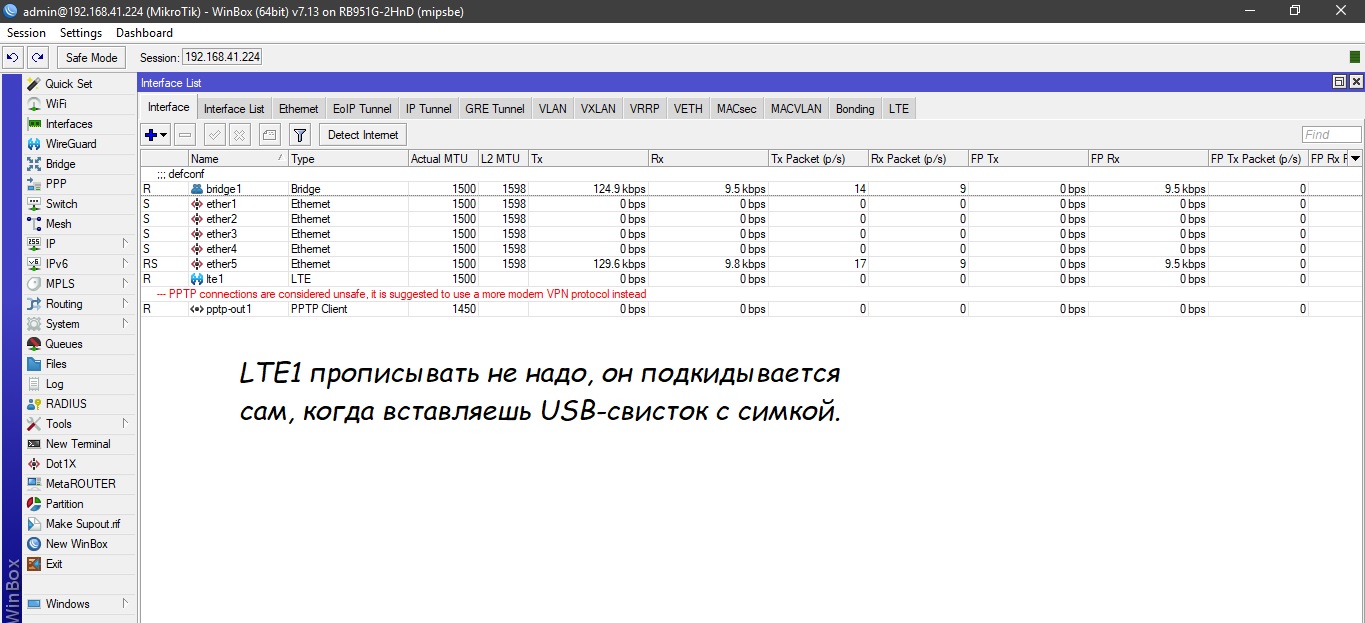 admin@192.168.41.224 (MikroTik) - WinBox (64bit) v7.13 on RB951G-2HnD (mipsbe)
Session Settings Dashboard
Safe Mode Session: 192.168.41.224
Quick Set
WiFi
Interfaces
WireGuard
Bridge
PPP
Switch
Mesh
IP
IPv6
MPLS
Routing
System
Queues
Files
Log
RADIUS
Tools
New Terminal
Dot1X
MetaROUTER
Partition
Make Supout.rif
New WinBox
Exit
Windows
WinBox
Interface List
Interface Interface List Ethernet EoIP Tunnel IP Tunnel GRE Tunnel VLAN VXLAN VRRP VETH MACsec MACVLAN Bonding LTE
Detect Internet Find
Name Type Actual MTU L2 MTU Tx Rx Tx Packet (p/s) Rx Packet (p/s) FP Tx FP Rx FP Tx Packet (p/s) FP Rx
;;; defconf
R bridge1 Bridge 1500 1598 124.9 kbps 9.5 kbps 14 9 0 bps 9.5 kbps 0
S ether1 Ethernet 1500 1598 0 bps 0 bps 0 0 0 bps 0 bps 0
S ether2 Ethernet 1500 1598 0 bps 0 bps 0 0 0 bps 0 bps 0
S ether3 Ethernet 1500 1598 0 bps 0 bps 0 0 0 bps 0 bps 0
S ether4 Ethernet 1500 1598 0 bps 0 bps 0 0 0 bps 0 bps 0
RS ether5 Ethernet 1500 1598 129.6 kbps 9.8 kbps 17 9 0 bps 9.5 kbps 0
R lte1 LTE 1500 0 bps 0 bps 0 0 0 bps 0 bps 0
--- PPTP connections are considered unsafe, it is suggested to use a more modern VPN protocol instead
R pptp-out1 PPTP Client 1450 0 bps 0 bps 0 0 0 bps 0 bps 0
LTE1 прописывать не надо, он подкидывается
сам, когда вставляешь USB-свисток с симкой.